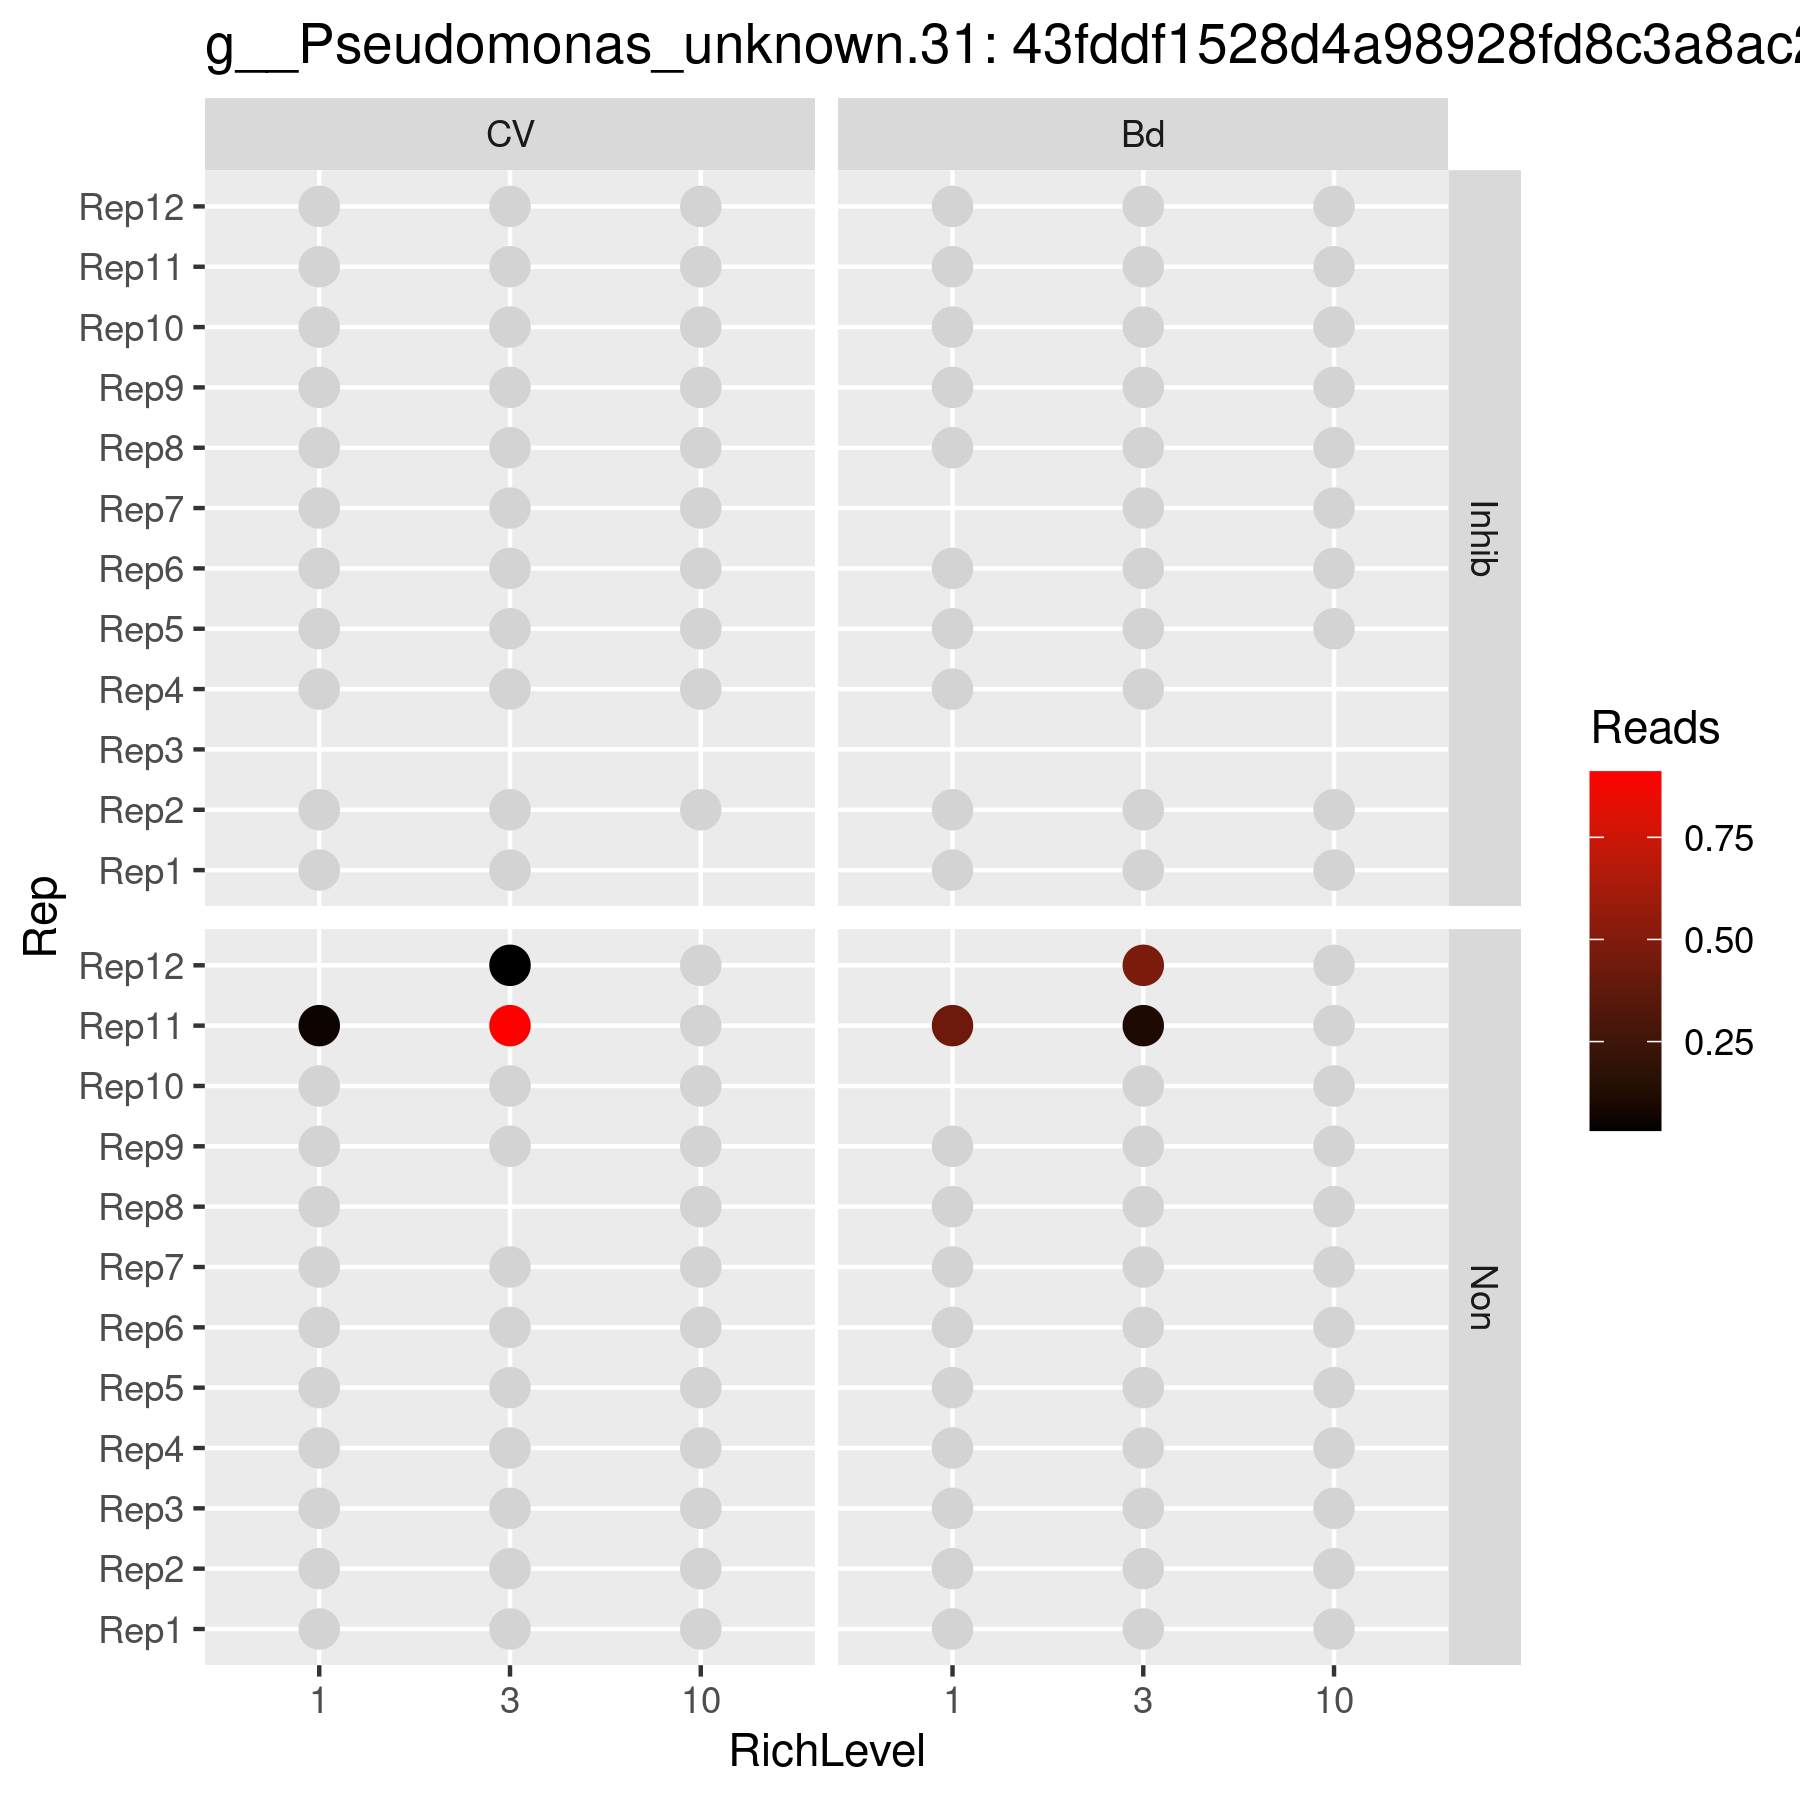 g__Pseudomonas_unknown.31: 43fddf1528d4a98928fd8c3a8ac
CV
Bd
Rep12
Rep11
Rep10
Rep9
Rep8
Rep7
Rep6
Rep5
Rep4
Rep3
Rep2
Rep1
Inhib
Rep12
Rep11
Rep10
Rep9
Rep8
Rep7
Rep6
Rep5
Rep4
Rep3
Rep2
Rep1
Non
Rep
1 3 10
1 3 10
RichLevel
Reads
0.75
0.50
0.25